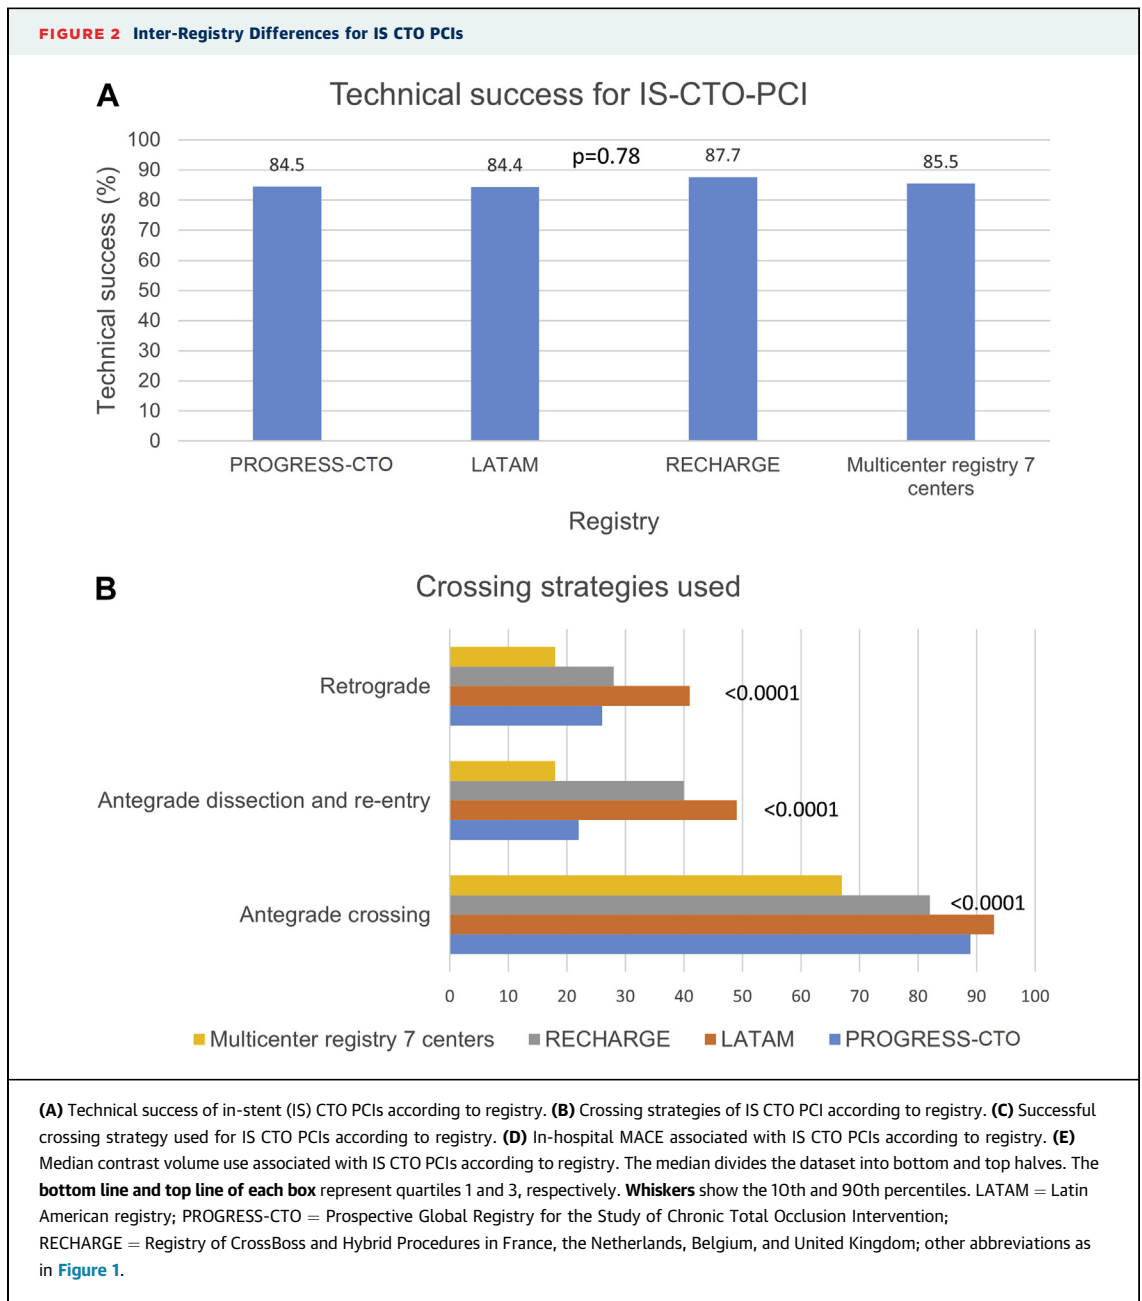 FIGURE 2 Inter-Registry Differences for IS CTO PCIs
A
Technical success for IS-CTO-PCI
Technical success (%)
100
90
80
70
60
50
40
30
20
10
0
84.5
84.4
p=0.78
87.7
85.5
PROGRESS-CTO
LATAM
RECHARGE
Multicenter registry 7
centers
Registry
B
Crossing strategies used
Retrograde
<0.0001
Antegrade dissection and re-entry
<0.0001
Antegrade crossing
<0.0001
0 10 20 30 40 50 60 70 80 90 100
Multicenter registry 7 centers RECHARGE LATAM PROGRESS-CTO
(A) Technical success of in-stent (IS) CTO PCIs according to registry. (B) Crossing strategies of IS CTO PCI according to registry. (C) Successful
crossing strategy used for IS CTO PCIs according to registry. (D) In-hospital MACE associated with IS CTO PCIs according to registry. (E)
Median contrast volume use associated with IS CTO PCIs according to registry. The median divides the dataset into bottom and top halves. The
bottom line and top line of each box represent quartiles 1 and 3, respectively. Whiskers show the 10th and 90th percentiles. LATAM = Latin
American registry; PROGRESS-CTO = Prospective Global Registry for the Study of Chronic Total Occlusion Intervention;
RECHARGE = Registry of CrossBoss and Hybrid Procedures in France, the Netherlands, Belgium, and United Kingdom; other abbreviations as
in Figure 1.